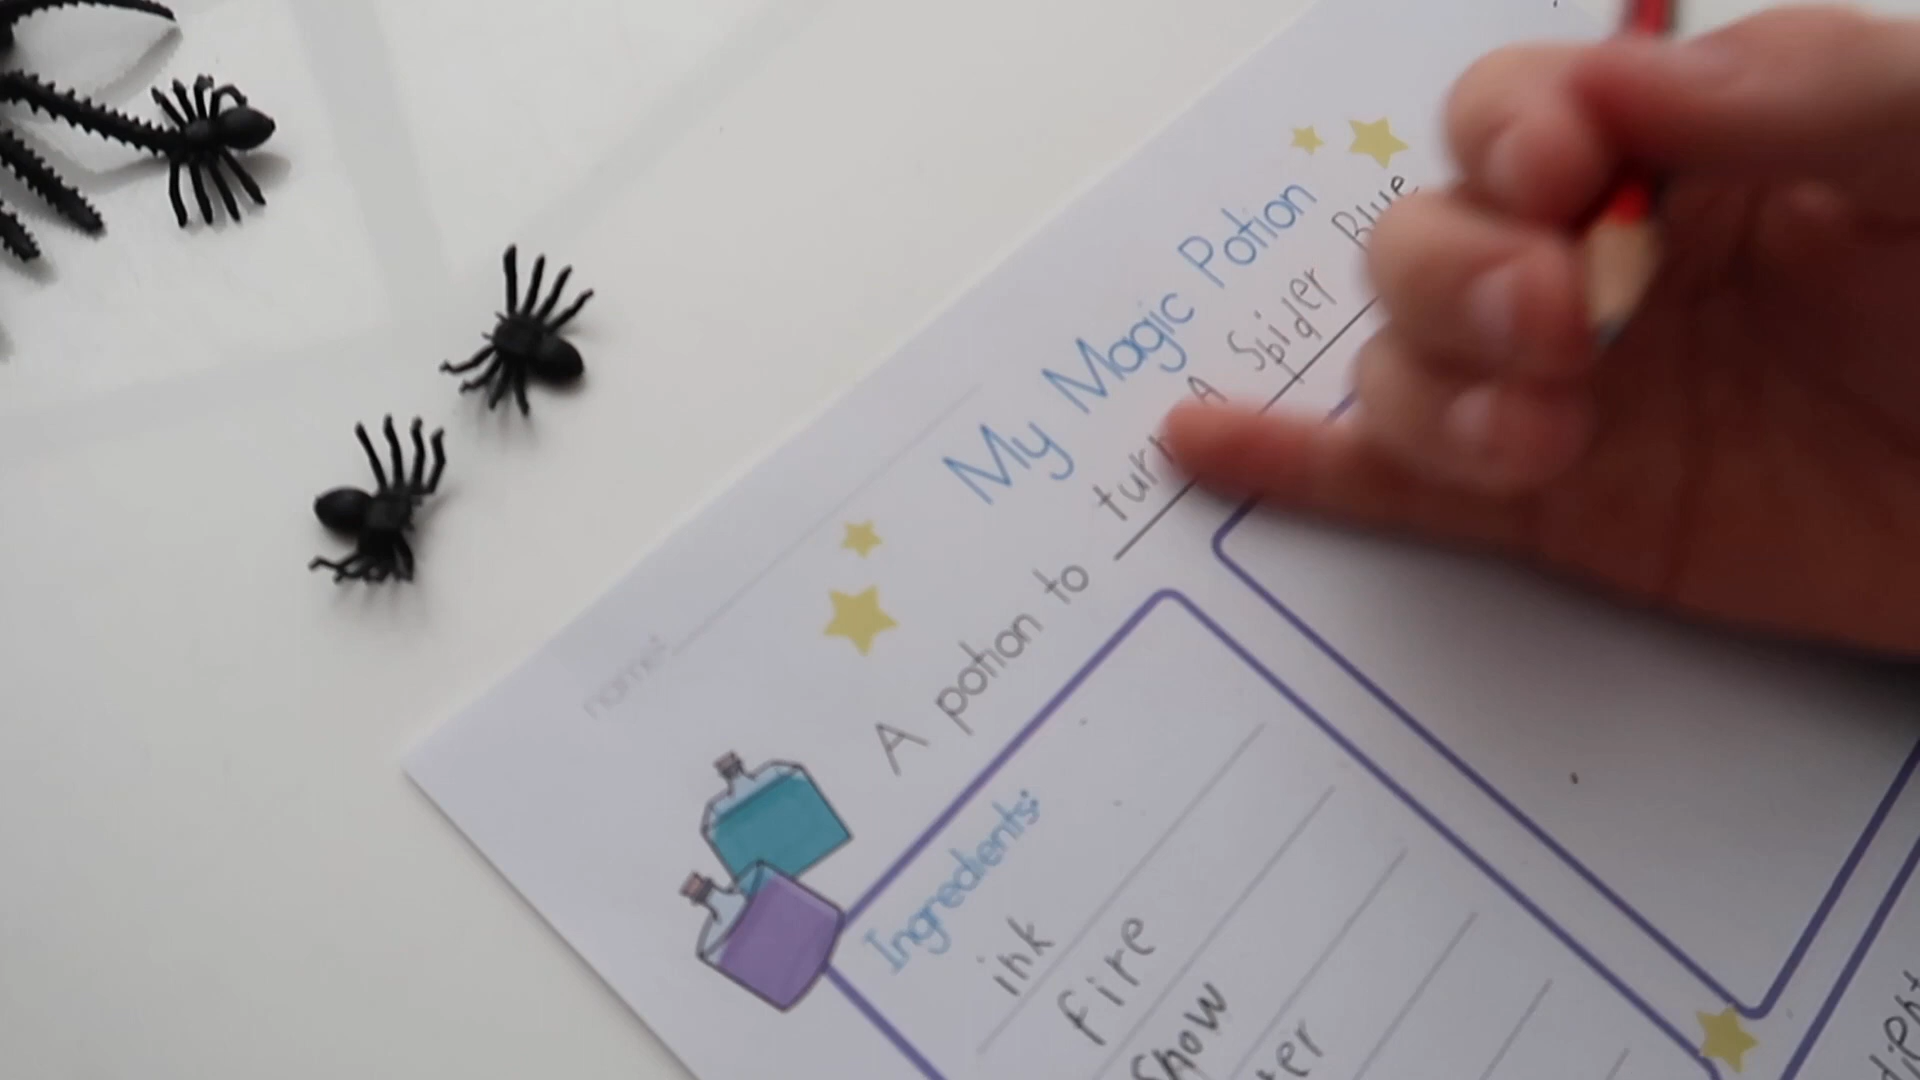 name:
My Magic Potion
A potion to turn A Spider Blue
Ingredients:
ink
fire
Snow